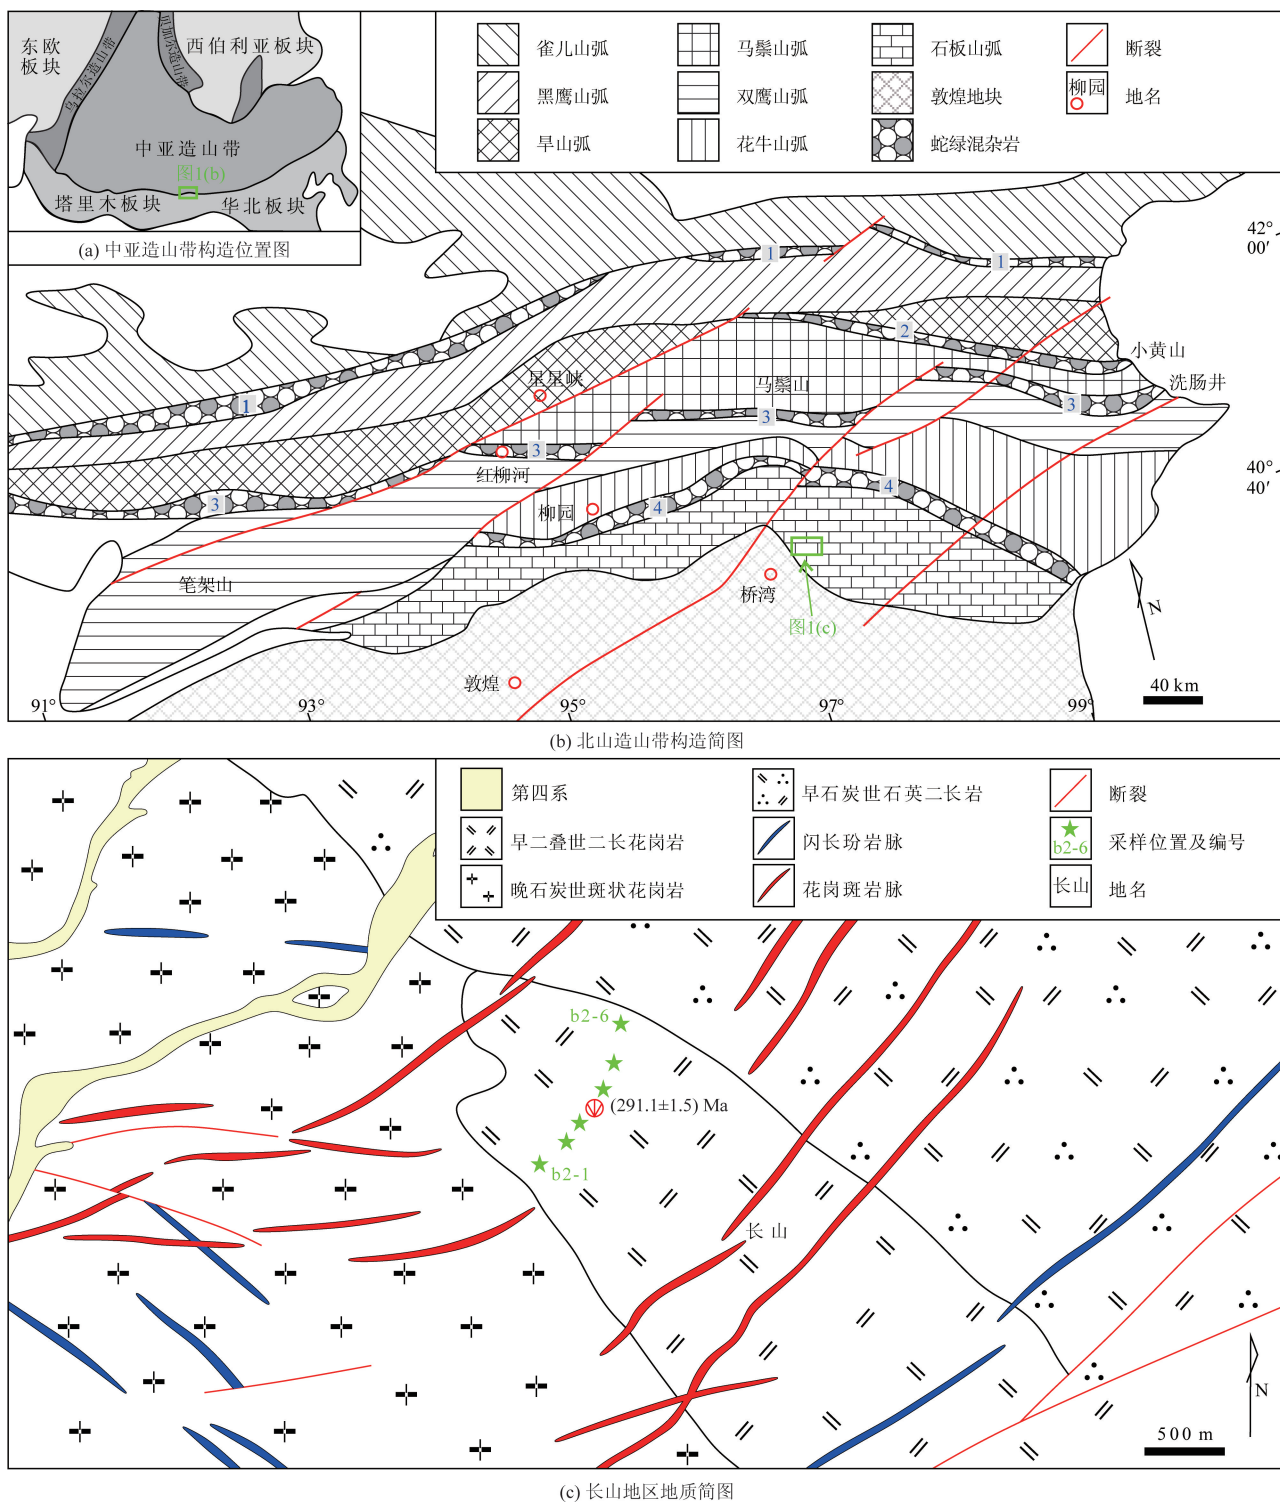 东欧
板块
乌拉尔造山带
贝加尔造山带
西伯利亚板块
中亚造山带
图1(b)
塔里木板块
华北板块
(a) 中亚造山带构造位置图
雀儿山弧
马鬃山弧
石板山弧
断裂
黑鹰山弧
双鹰山弧
敦煌地块
柳园
地名
旱山弧
花牛山弧
蛇绿混杂岩
42°
00′
1
1
2
小黄山
洗肠井
星星峡
马鬃山
1
3
3
3
40°
40′
红柳河
3
4
4
柳园
笔架山
桥湾
图1(c)
N
敦煌
40 km
91°
93°
95°
97°
99°
(b) 北山造山带构造简图
第四系
早石炭世石英二长岩
断裂
早二叠世二长花岗岩
闪长玢岩脉
b2-6
采样位置及编号
晚石炭世斑状花岗岩
花岗斑岩脉
长山
地名
b2-6
(291.1±1.5) Ma
b2-1
长山
N
500 m
(c) 长山地区地质简图